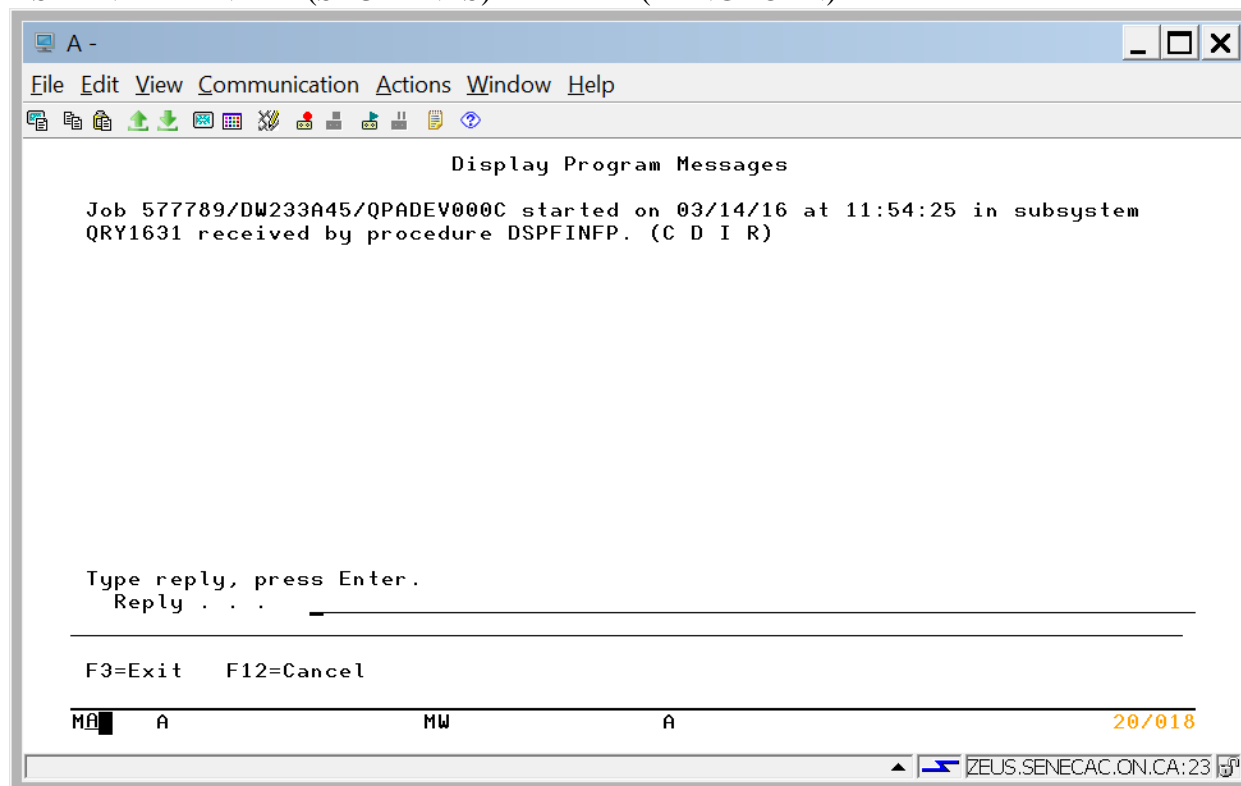 A -
File Edit View Communication Actions Window Help
Display Program Messages
Job 577789/DW233A45/QPADEV000C started on 03/14/16 at 11:54:25 in subsystem
QRY1631 received by procedure DSPFINFP. (C D I R)
Type reply, press Enter.
Reply . . .
F3=Exit F12=Cancel
MA A MW A 20/018
ZEUS.SENECAC.ON.CA:23